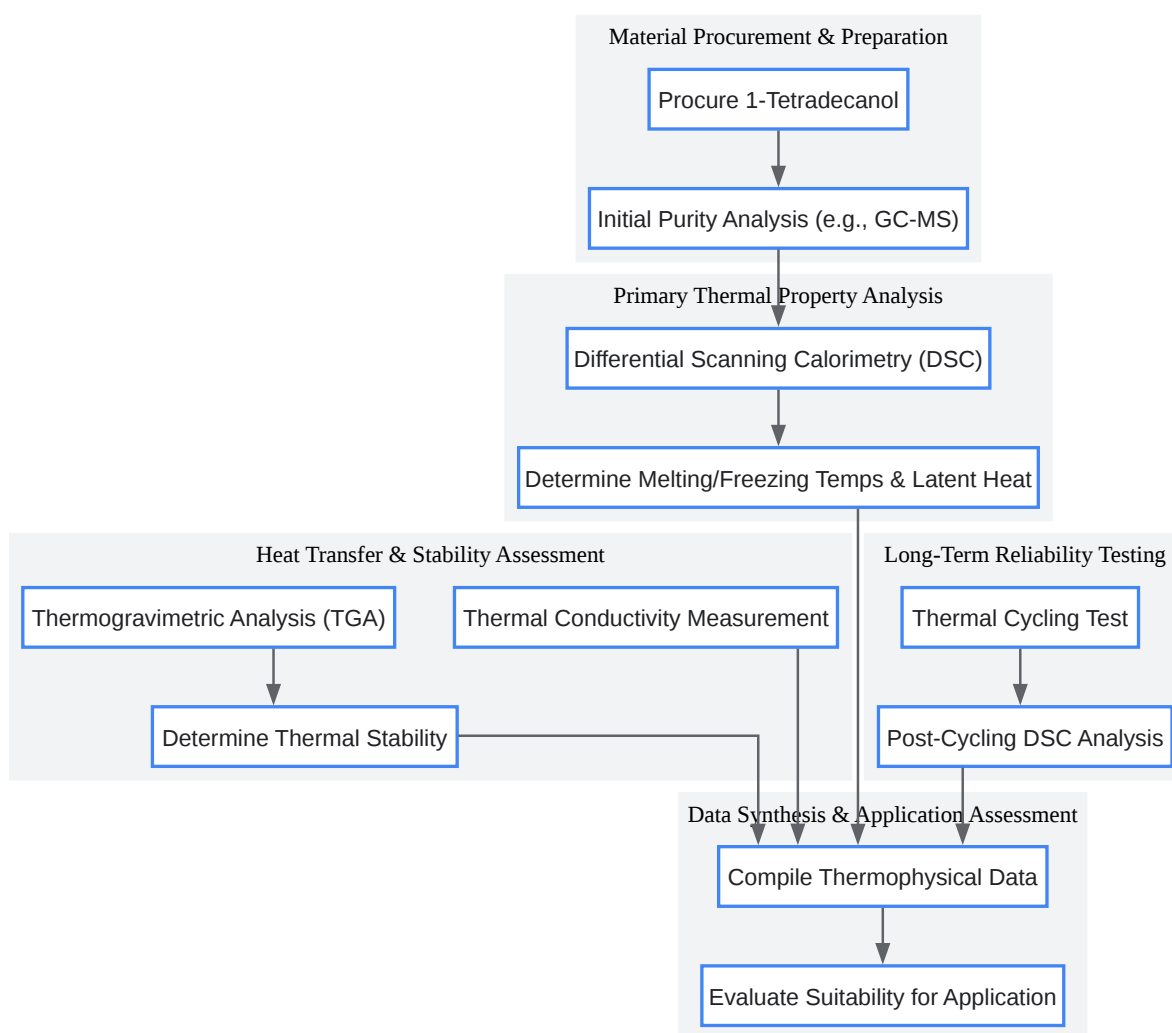 Material Procurement & Preparation
Procure 1-Tetradecanol
Initial Purity Analysis (e.g., GC-MS)
Primary Thermal Property Analysis
Differential Scanning Calorimetry (DSC)
Determine Melting/Freezing Temps & Latent Heat
Heat Transfer & Stability Assessment
Thermogravimetric Analysis (TGA)
Thermal Conductivity Measurement
Determine Thermal Stability
Long-Term Reliability Testing
Thermal Cycling Test
Post-Cycling DSC Analysis
Data Synthesis & Application Assessment
Compile Thermophysical Data
Evaluate Suitability for Application